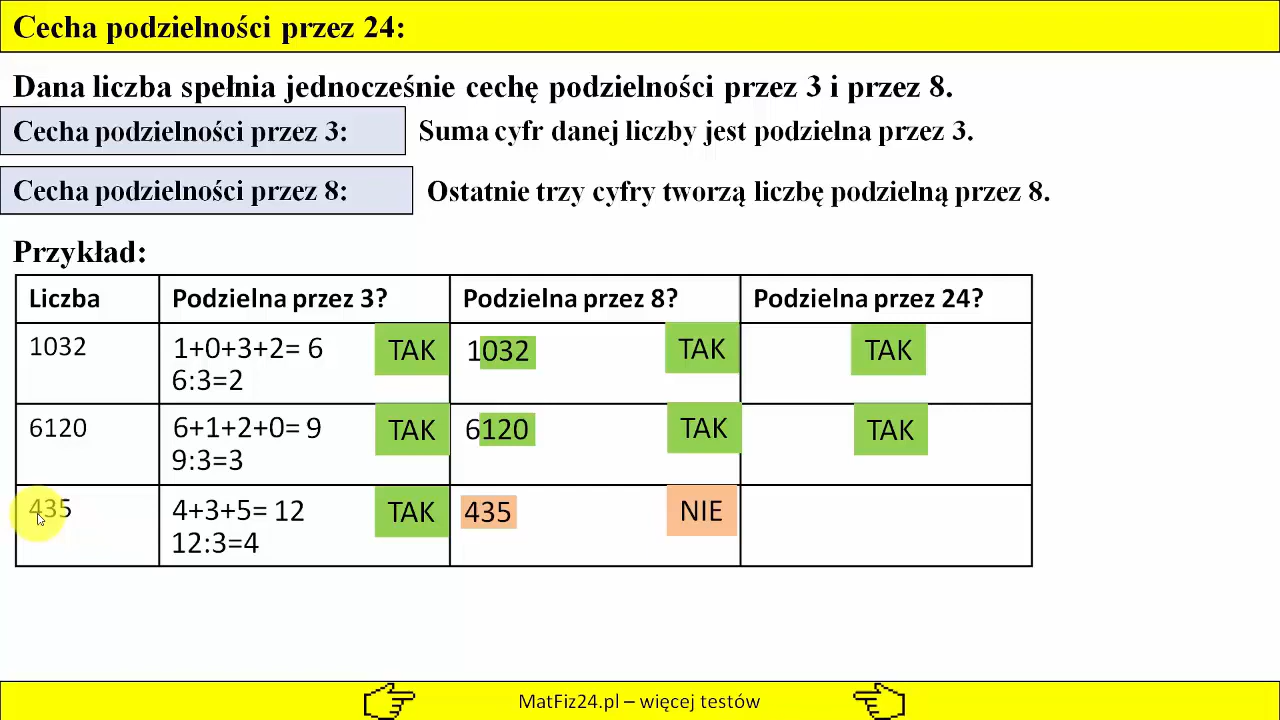 Cecha podzielności przez 24:
Dana liczba spełnia jednocześnie cechę podzielności przez 3 i przez 8.
Cecha podzielności przez 3: Suma cyfr danej liczby jest podzielna przez 3.
Cecha podzielności przez 8: Ostatnie trzy cyfry tworzą liczbę podzielną przez 8.
Przykład:
Liczba Podzielna przez 3? Podzielna przez 8? Podzielna przez 24?
1032 1+0+3+2= 6 TAK 1032 TAK TAK
6:3=2
6120 6+1+2+0= 9 TAK 6120 TAK TAK
9:3=3
435 4+3+5= 12 TAK 435 NIE
12:3=4
MatFiz24.pl – więcej testów